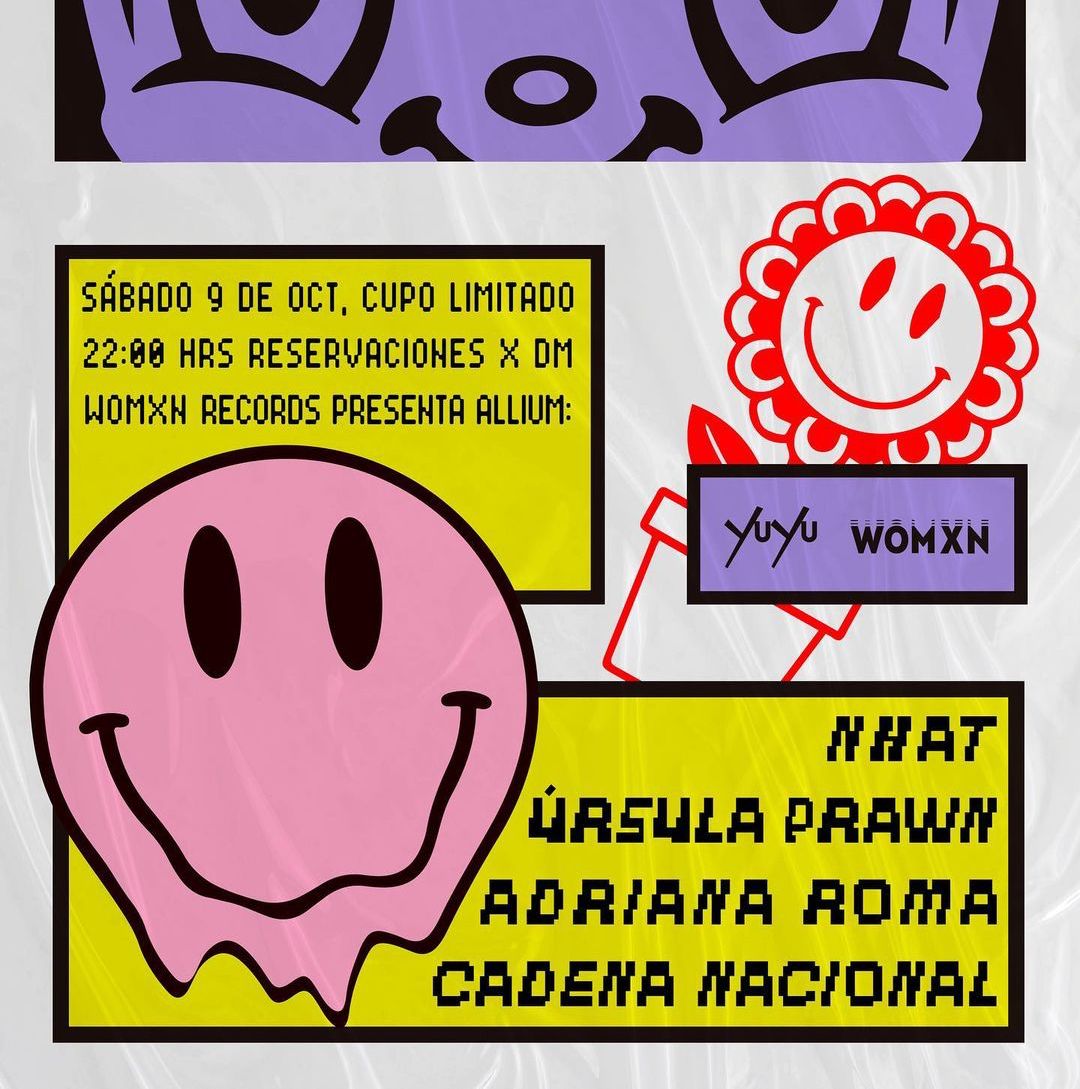 SÁBADO 9 DE OCT, CUPO LIMITADO
22:00 HRS RESERVACIONES X DM
WOMXN RECORDS PRESENTA ALLIUM:
YuYu WOMXN
NHAT
ÚRSULA PRAWN
ADRIANA ROMA
CADENA NACIONAL